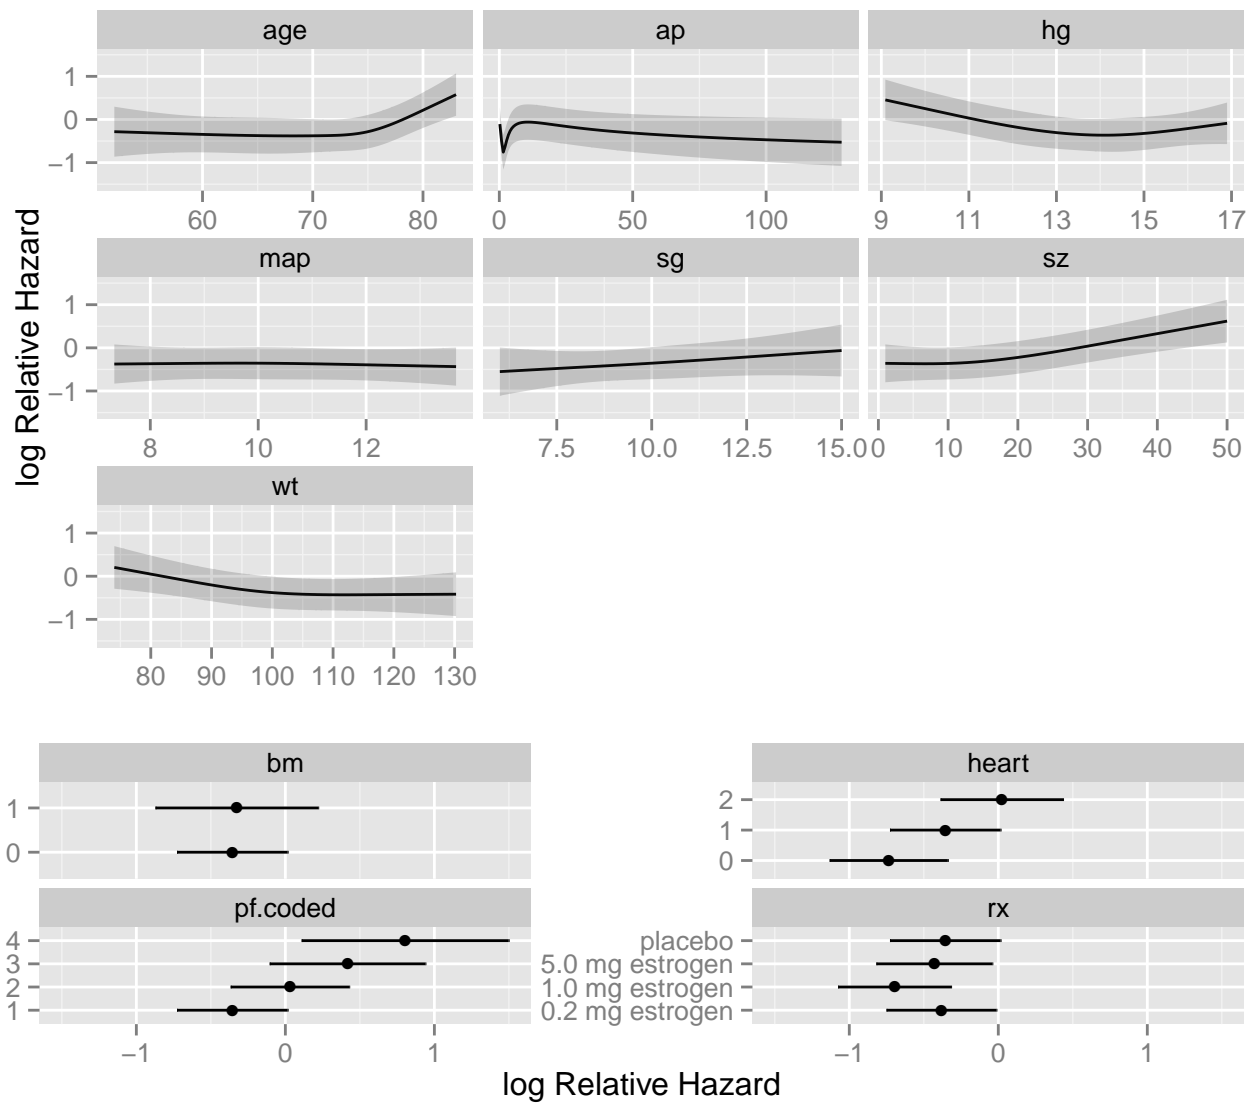 age ap hg
1
0
−1
60 70 80 0 50 100 9 11 13 15 17
map sg sz
1
0
−1
8 10 12 7.5 10.0 12.5 15.0 0 10 20 30 40 50
wt
1
0
−1
80 90 100 110 120 130
log Relative Hazard
bm heart
1
0
2
1
0
pf.coded rx
4
3
2
1
placebo
5.0 mg estrogen
1.0 mg estrogen
0.2 mg estrogen
−1 0 1 −1 0 1
log Relative Hazard